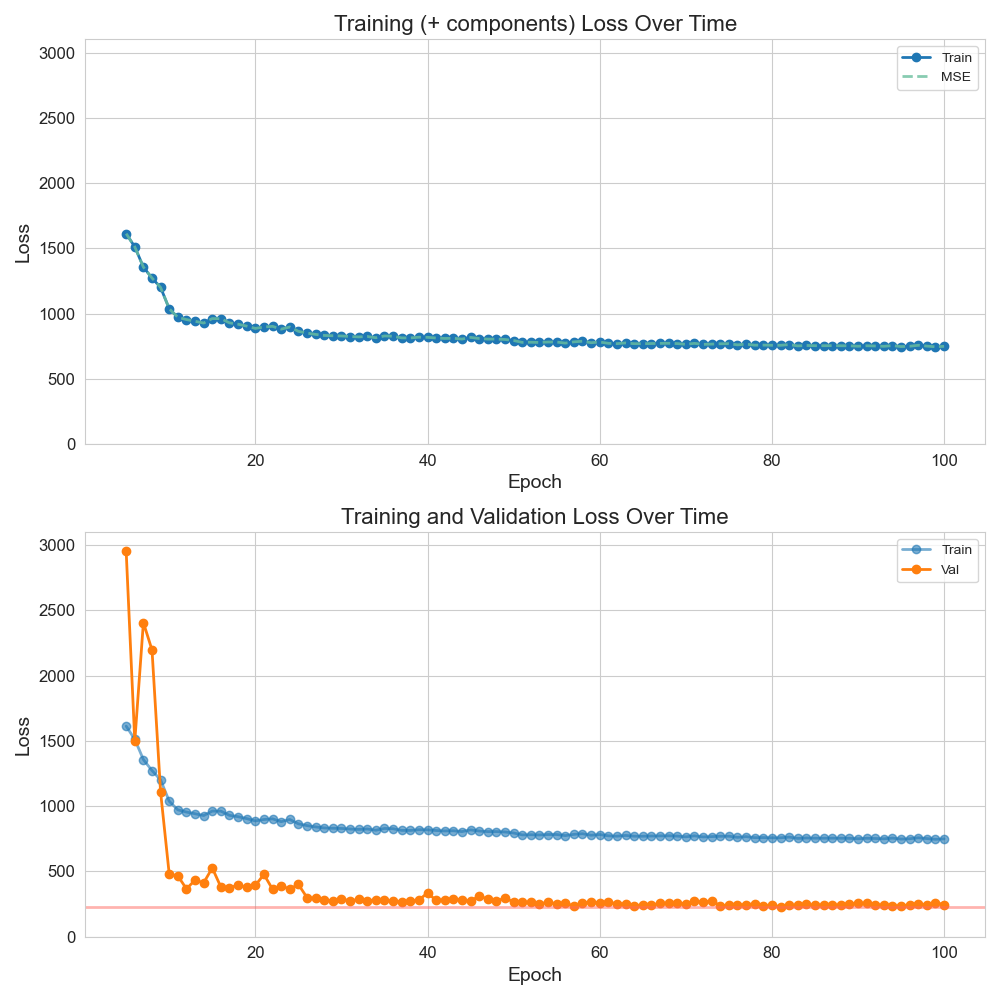 Training (+ components) Loss Over Time
3000
2500
2000
1500
1000
500
0
Loss
Train
MSE
20
40
60
80
100
Epoch
Training and Validation Loss Over Time
3000
2500
2000
1500
1000
500
0
Loss
Train
Val
20
40
60
80
100
Epoch